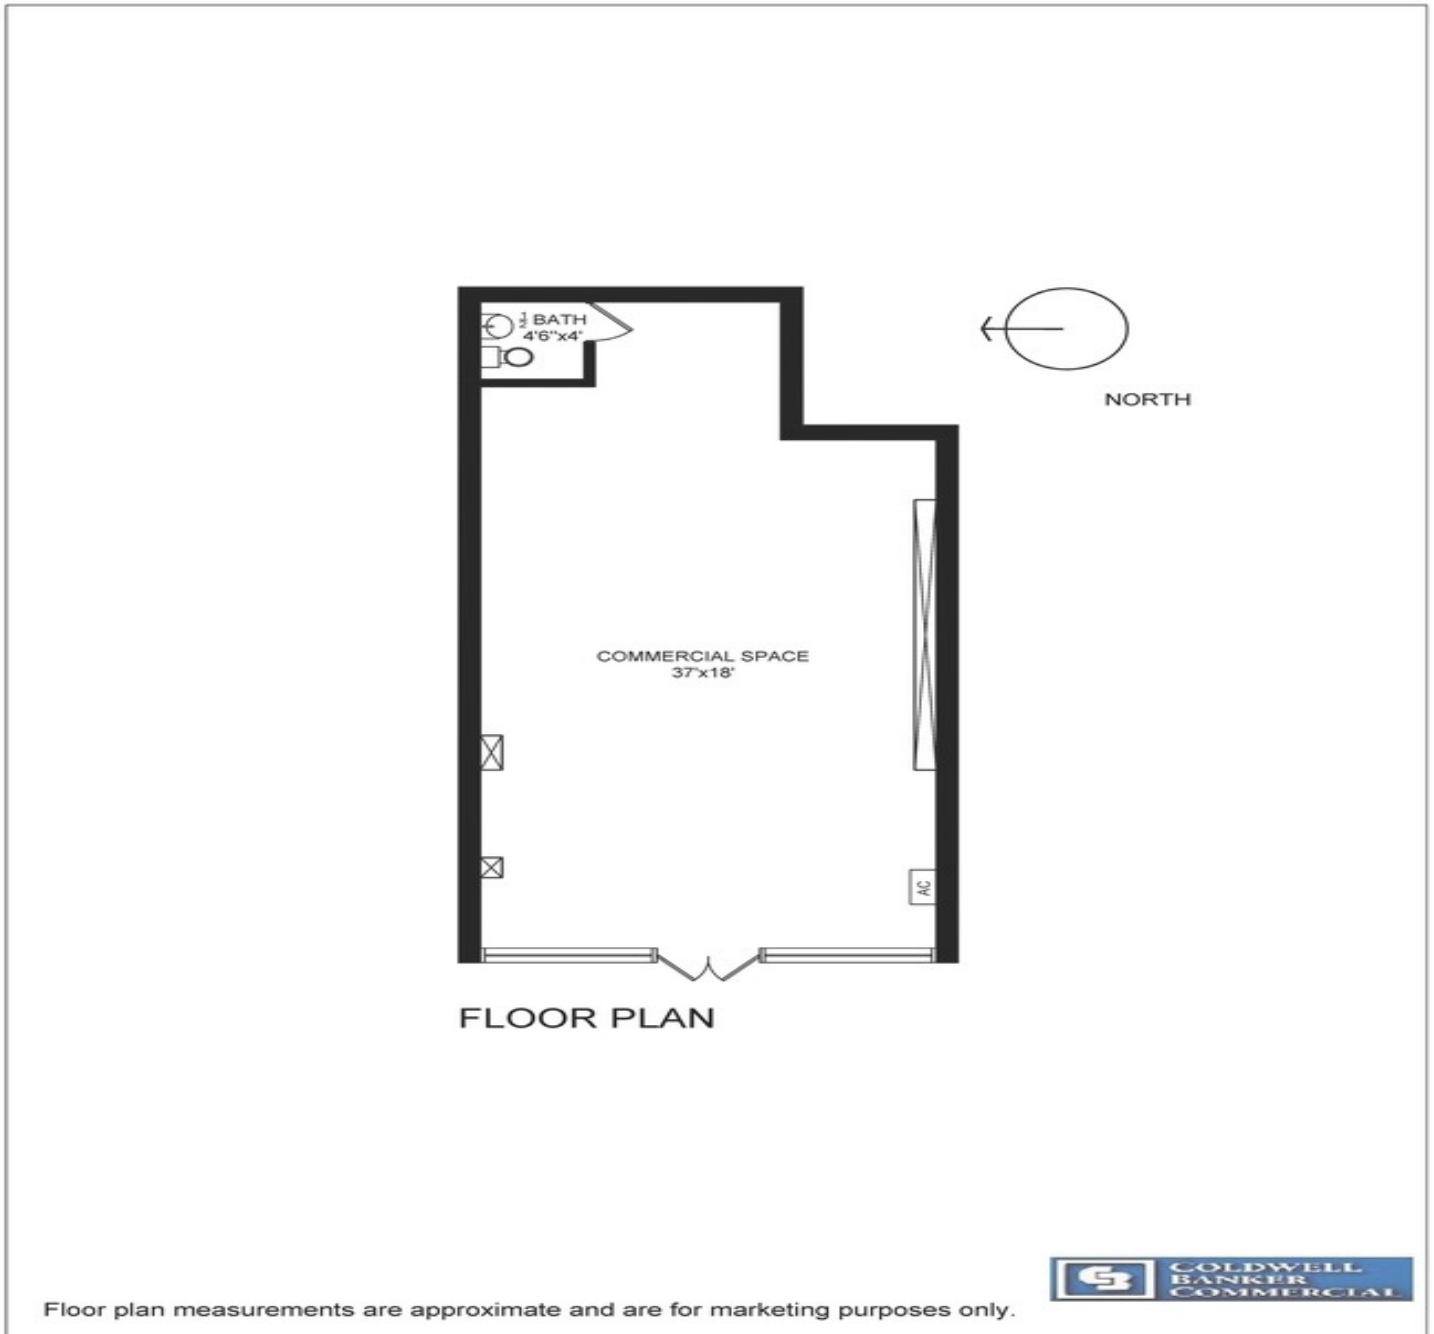 ½ BATH
4'6"x4'
NORTH
COMMERCIAL SPACE
37'x18'
AC
FLOOR PLAN
COLDWELL
BANKER
COMMERCIAL
Floor plan measurements are approximate and are for marketing purposes only.